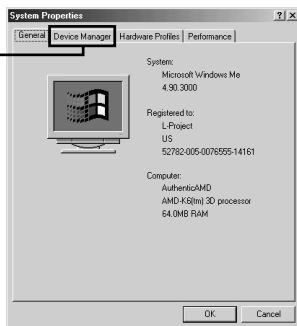 System Properties
General Device Manager Hardware Profiles Performance
System:
Microsoft Windows Me
4.90.3000
Registered to:
L-Project
US
52782-005-0076555-14161
Computer:
AuthenticAMD
AMD-K6(tm) 3D processor
64.0MB RAM
OK Cancel